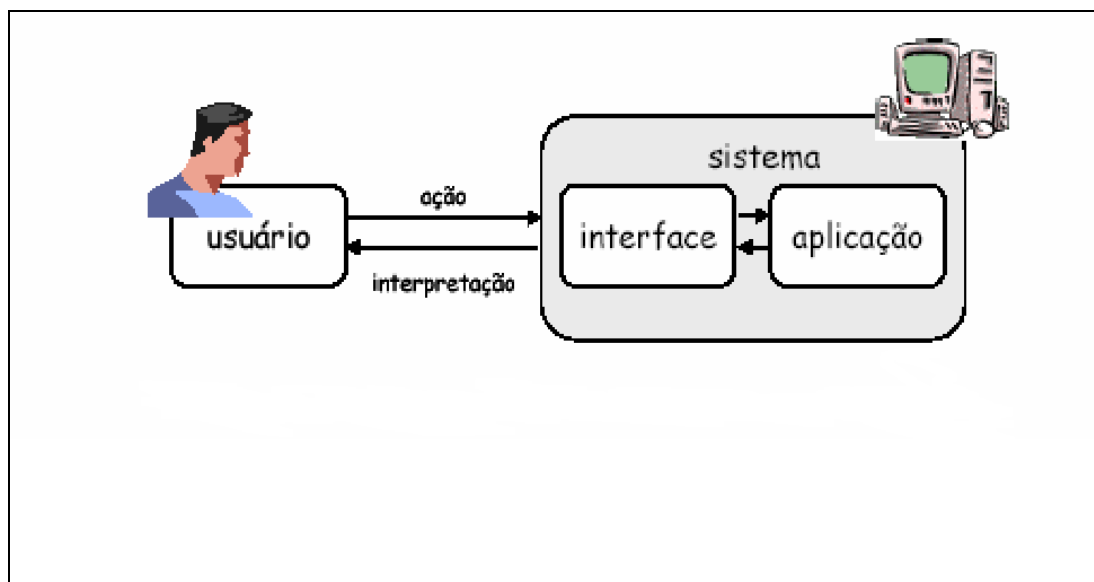 sistema
ação
usuário
interface
aplicação
interpretação